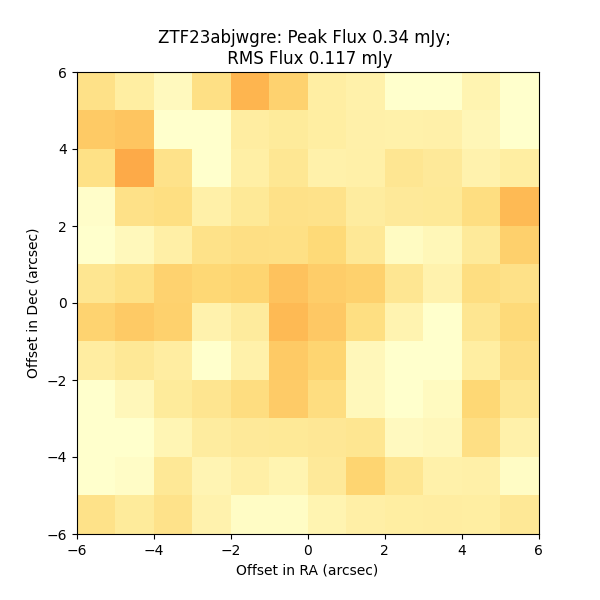 ZTF23abjwgre: Peak Flux 0.34 mJy;
RMS Flux 0.117 mJy
6
4
2
0
−2
−4
−6
Offset in Dec (arcsec)
−6 −4 −2 0 2 4 6
Offset in RA (arcsec)